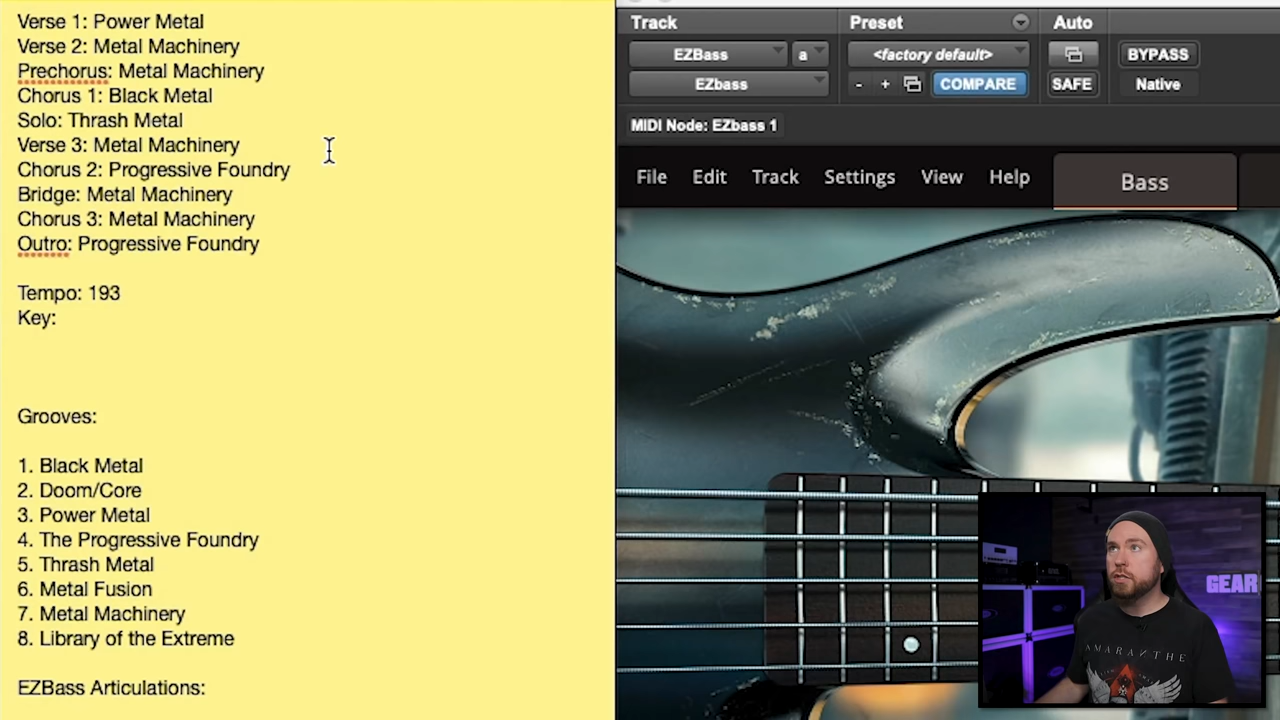 Verse 1: Power Metal
Verse 2: Metal Machinery
Prechorus: Metal Machinery
Chorus 1: Black Metal
Solo: Thrash Metal
Verse 3: Metal Machinery
Chorus 2: Progressive Foundry
Bridge: Metal Machinery
Chorus 3: Metal Machinery
Outro: Progressive Foundry
Tempo: 193
Key:
Grooves:
1. Black Metal
2. Doom/Core
3. Power Metal
4. The Progressive Foundry
5. Thrash Metal
6. Metal Fusion
7. Metal Machinery
8. Library of the Extreme
EZBass Articulations:
Track Preset Auto
EZBass a <factory default> BYPASS
EZbass - + COMPARE SAFE Native
MIDI Node: EZbass 1
File Edit Track Settings View Help Bass
GEAR
AMARANTHE